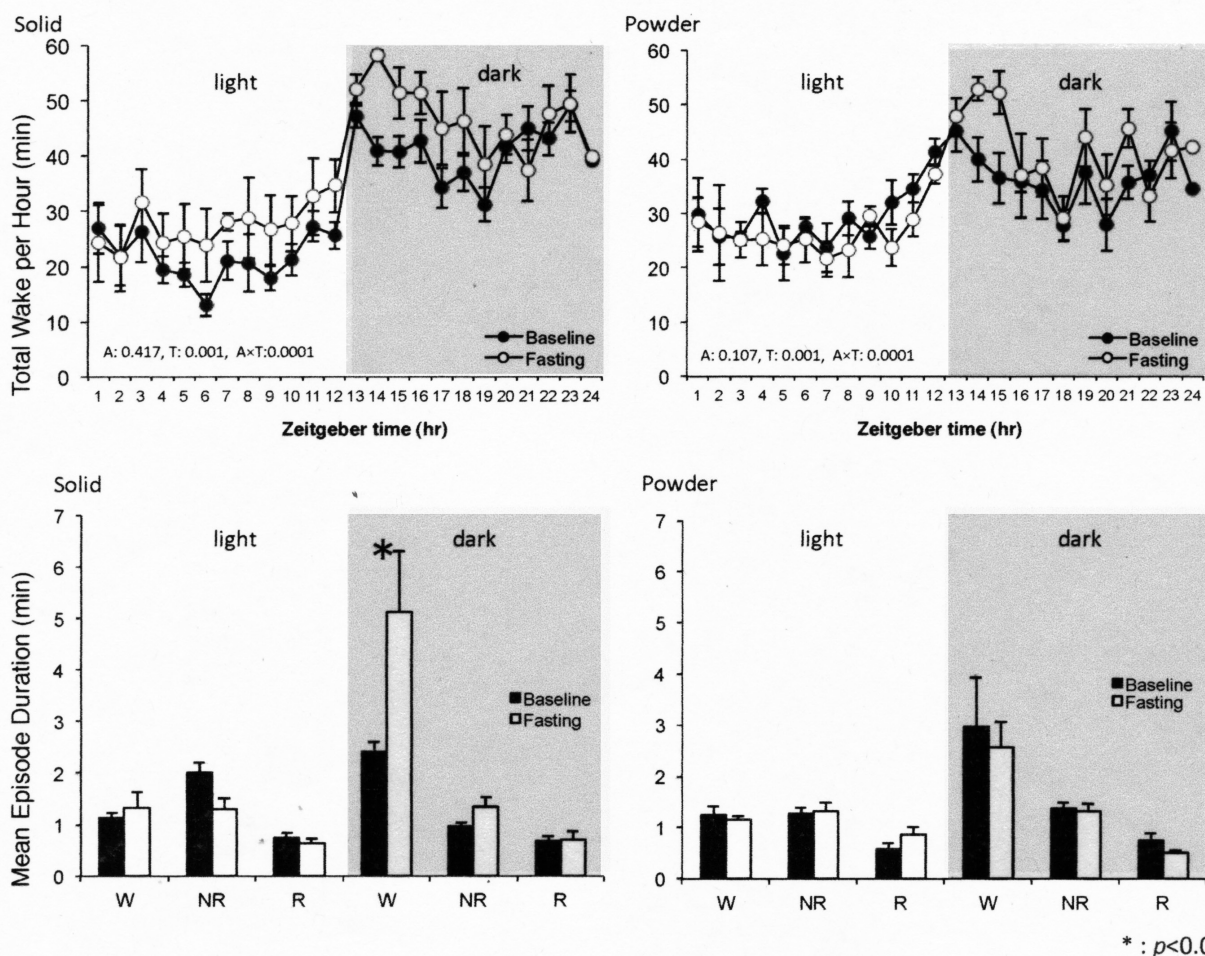 Solid
Total Wake per Hour (min)
60
50
40
30
20
10
0
light
dark
Baseline
Fasting
A: 0.417, T: 0.001, A×T:0.0001
1 2 3 4 5 6 7 8 9 10 11 12 13 14 15 16 17 18 19 20 21 22 23 24
Zeitgeber time (hr)
Powder
60
50
40
30
20
10
0
light
dark
Baseline
Fasting
A: 0.107, T: 0.001, A×T: 0.0001
1 2 3 4 5 6 7 8 9 10 11 12 13 14 15 16 17 18 19 20 21 22 23 24
Zeitgeber time (hr)
Solid
Mean Episode Duration (min)
7
6
5
4
3
2
1
0
light
dark
*
Baseline
Fasting
W NR R W NR R
Powder
7
6
5
4
3
2
1
0
light
dark
Baseline
Fasting
W NR R W NR R
* : p<0.0